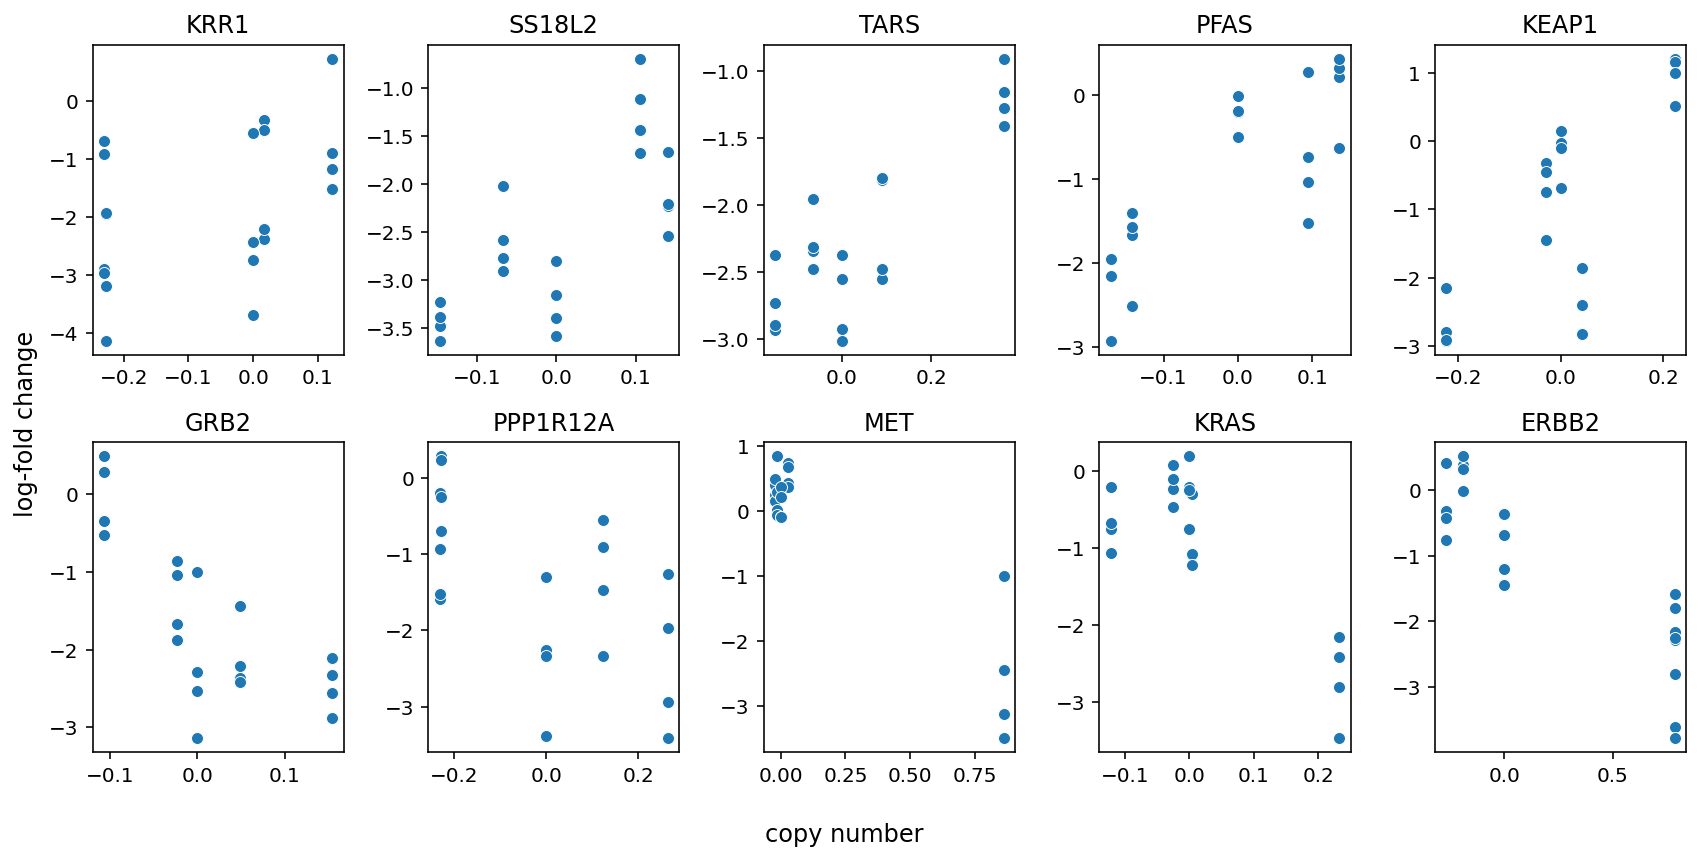 KRR1 SS18L2 TARS PFAS KEAP1
0 −1 −2 −3 −4
−0.2 −0.1 0.0 0.1
−1.0 −1.5 −2.0 −2.5 −3.0 −3.5
−0.1 0.0 0.1
−1.0 −1.5 −2.0 −2.5 −3.0
0.0 0.2
0 −1 −2 −3
−0.1 0.0 0.1
1 0 −1 −2 −3
−0.2 0.0 0.2
log-fold change
GRB2 PPP1R12A MET KRAS ERBB2
0 −1 −2 −3
−0.1 0.0 0.1
0 −1 −2 −3
−0.2 0.0 0.2
1 0 −1 −2 −3
0.00 0.25 0.50 0.75
0 −1 −2 −3
−0.1 0.0 0.1 0.2
0 −1 −2 −3
0.0 0.5
copy number